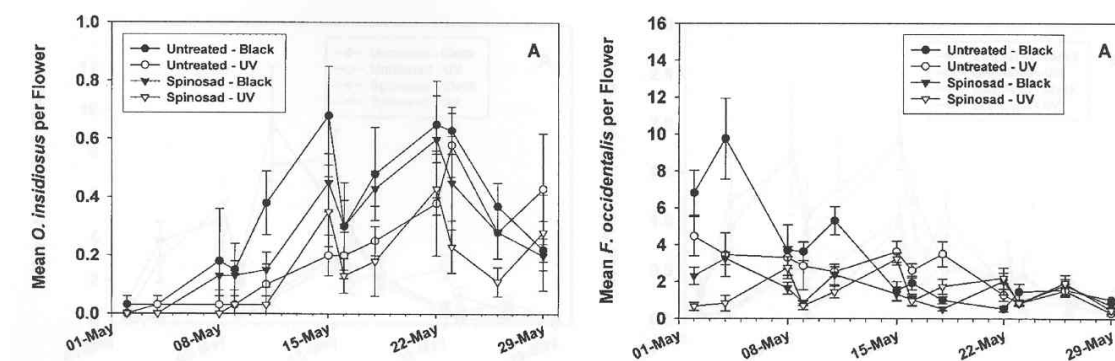 Mean O. insidiosus per Flower
1.0
0.8
0.6
0.4
0.2
0.0
Untreated - Black
Untreated - UV
Spinosad - Black
Spinosad - UV
A
01-May
08-May
15-May
22-May
29-May
Mean F. occidentalis per Flower
16
14
12
10
8
6
4
2
0
Untreated - Black
Untreated - UV
Spinosad - Black
Spinosad - UV
A
01-May
08-May
15-May
22-May
29-May